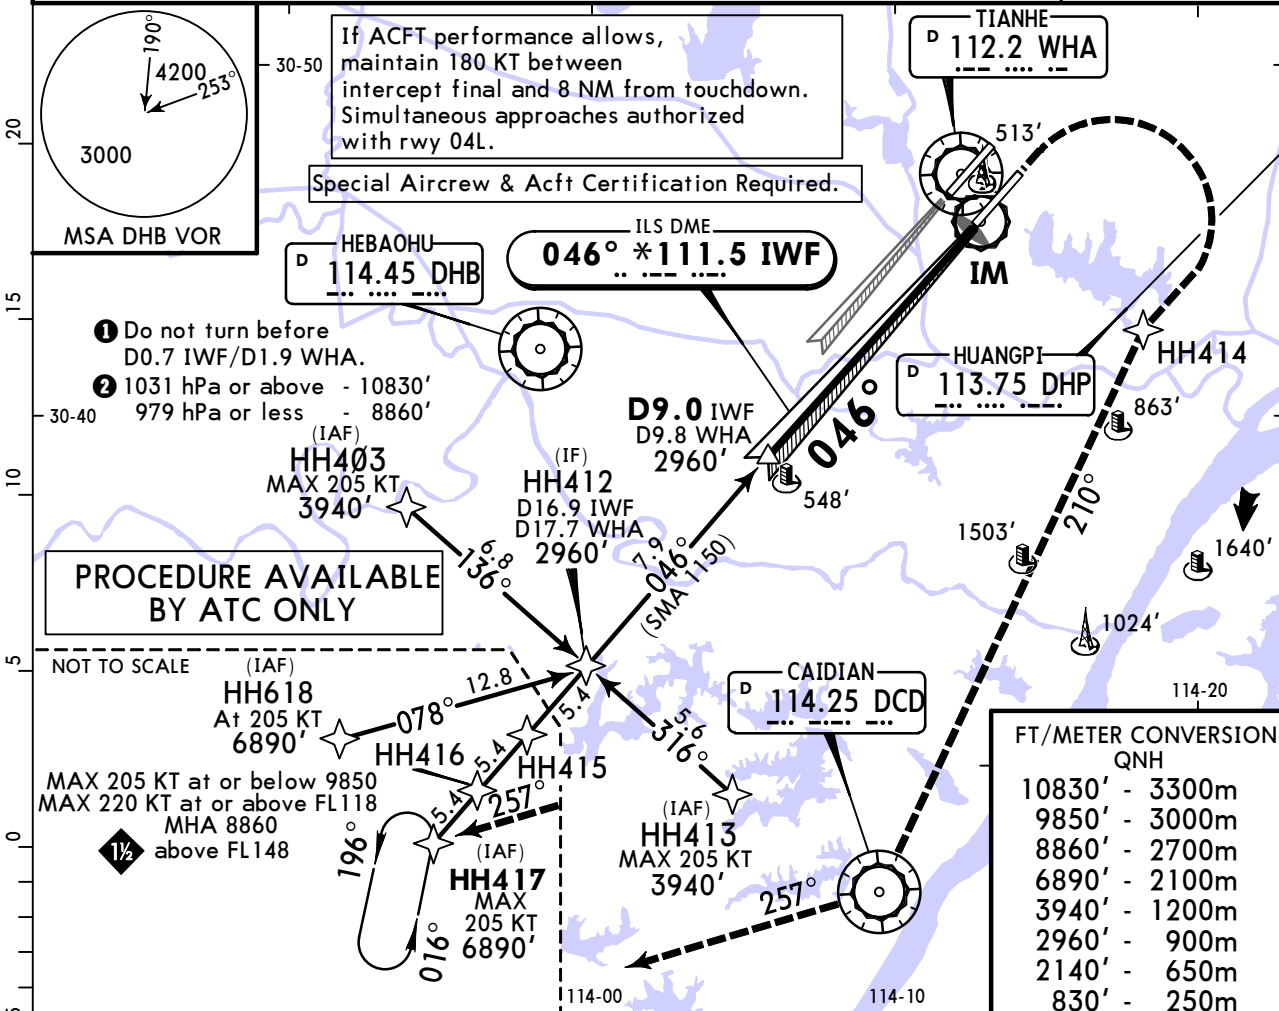 190°
4200
253°
3000
MSA DHB VOR
30-50
If ACFT performance allows,
maintain 180 KT between
intercept final and 8 NM from touchdown.
Simultaneous approaches authorized
with rwy 04L.
Special Aircrew & Acft Certification Required.
TIANHE
D 112.2 WHA
513'
HEBAOHU
D 114.45 DHB
ILS DME
046° *111.5 IWF
IM
20
15
10
5
0
1 Do not turn before
D0.7 IWF/D1.9 WHA.
2 1031 hPa or above - 10830'
979 hPa or less - 8860'
30-40
HUANGPI
D 113.75 DHP
HH414
863'
D9.0 IWF
D9.8 WHA
2960'
046°
548'
(IAF)
HH403
MAX 205 KT
3940'
(IF)
HH412
D16.9 IWF
D17.7 WHA
2960'
6.8
136°
7.9
046°
(SMA 1150)
210°
1503'
1640'
1024'
PROCEDURE AVAILABLE
BY ATC ONLY
NOT TO SCALE
(IAF)
HH618
At 205 KT
6890'
078°
12.8
HH416
HH415
5.4
5.4
5.4
257°
MAX 205 KT at or below 9850
MAX 220 KT at or above FL118
MHA 8860
1½ above FL148
196°
016°
(IAF)
HH417
MAX
205 KT
6890'
5.6
316°
(IAF)
HH413
MAX 205 KT
3940'
CAIDIAN
D 114.25 DCD
257°
114-00
114-10
114-20
FT/METER CONVERSION
QNH
10830' - 3300m
9850' - 3000m
8860' - 2700m
6890' - 2100m
3940' - 1200m
2960' - 900m
2140' - 650m
830' - 250m